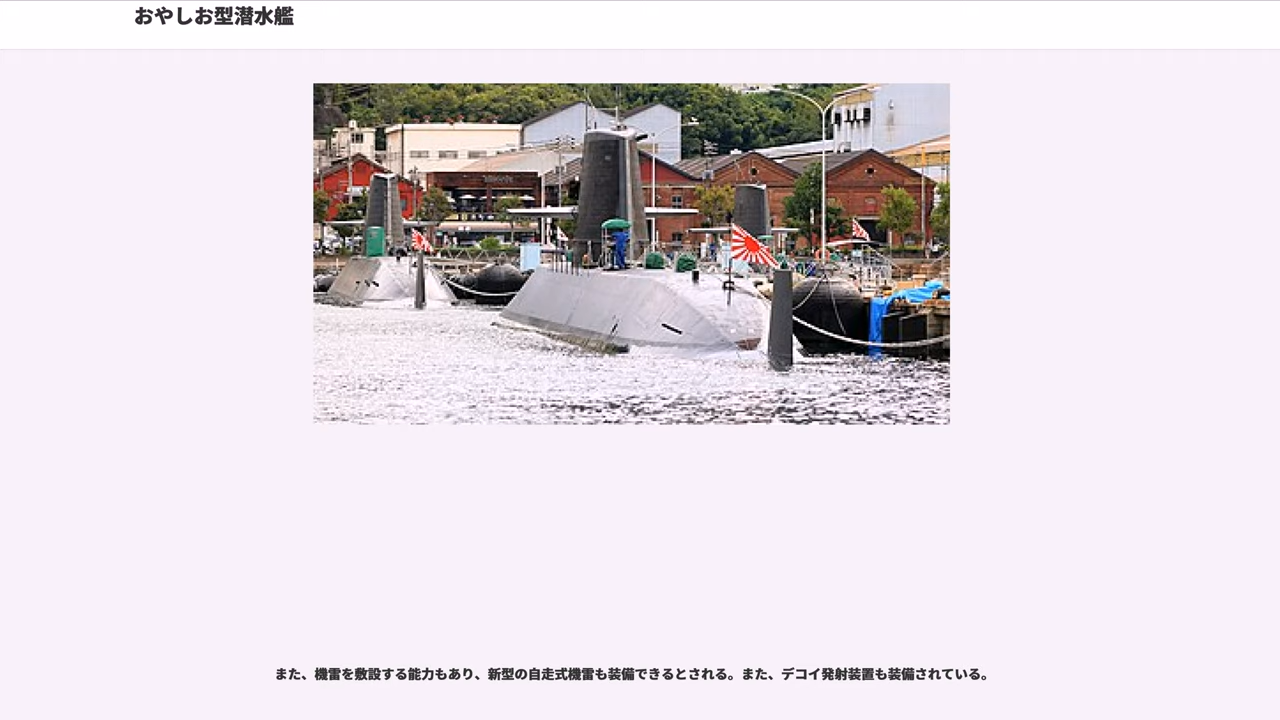 おやしお型潜水艦
また、機雷を敷設する能力もあり、新型の自走式機雷も装備できるとされる。また、デコイ発射装置も装備されている。